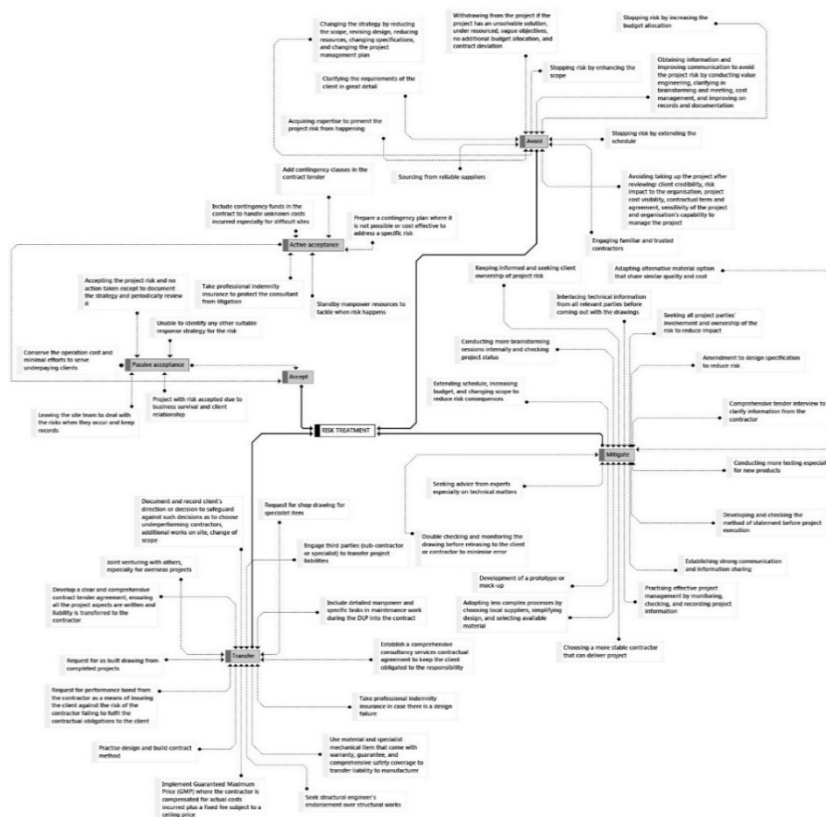 Changing the strategy by reducing
the scope, revising design, reducing
resources, changing specifications,
and changing the project
management plan
Withdrawing from the project if the
project has an unsolvable solution,
under resourced, vague objectives,
no additional budget allocation, and
contract deviation
Stopping risk by increasing the
budget allocation
Stopping risk by enhancing the
scope
Obtaining information and
improving communication to avoid
the project risk by conducting value
engineering, clarifying in
brainstorming and meeting, cost
management, and improving on
records and documentation
Clarifying the requirements of the
client in great detail
Acquiring expertise to prevent the
project risk from happening
Avoid
Stopping risk by extending the
schedule
Sourcing from reliable suppliers
Avoiding taking up the project after
reviewing: client credibility, risk
impact to the organisation, project
cost visibility, contractual term and
agreement, sensitivity of the project
and organisation's capability to
manage the project
Engaging familiar and trusted
contractors
Add contingency clauses in the
contract tender
Include contingency funds in the
contract to handle unknown costs
incurred especially for difficult sites
Prepare a contingency plan where it
is not possible or cost effective to
address a specific risk
Active acceptance
Take professional indemnity
insurance to protect the consultant
from litigation
Standby manpower resources to
tackle when risk happens
Accepting the project risk and no
action taken except to document
the strategy and periodically review
it
Unable to identify any other suitable
response strategy for the risk
Conserve the operation cost and
minimal efforts to serve
underpaying clients
Passive acceptance
Accept
Project with risk accepted due to
business survival and client
relationship
Leaving the site team to deal with
the risks when they occur and keep
records
RISK TREATMENT
Keeping informed and seeking client
ownership of project risk
Adapting alternative material option
that share similar quality and cost
Interfacing technical information
from all relevant parties before
coming out with the drawings
Seeking all project parties'
involvement and ownership of the
risk to reduce impact
Conducting more brainstorming
sessions internally and checking
project status
Amendment to design specification
to reduce risk
Extending schedule, increasing
budget, and changing scope to
reduce risk consequences
Comprehensive tender interview to
clarify information from the
contractor
Mitigate
Conducting more testing especial
for new products
Seeking advice from experts
especially on technical matters
Developing and checking the
method of statement before project
execution
Double checking and monitoring the
drawing before releasing to the client
or contractor to minimise error
Establishing strong communication
and information sharing
Development of a prototype or
mock-up
Practising effective project
management by monitoring,
checking, and recording project
information
Adopting less complex processes by
choosing local suppliers, simplifying
design, and selecting available
material
Choosing a more stable contractor
that can deliver project
Document and record client's
direction or decision to safeguard
against such decisions as to choose
underperforming contractors,
additional works on site, change of
scope
Request for shop drawing for
specialist item
Engage third parties (sub-contractor
or specialist) to transfer project
liabilities
Joint venturing with others,
especially for overseas projects
Develop a clear and comprehensive
contract tender agreement, ensuring
all the project aspects are written and
liability is transferred to the
contractor
Include detailed manpower and
specific tasks in maintenance work
during the DLP into the contract
Transfer
Request for as built drawing from
completed projects
Establish a comprehensive
consultancy services contractual
agreement to keep the client
obligated to the responsibility
Request for performance bond from
the contractor as a means of insuring
the client against the risk of the
contractor failing to fulfil the
contractual obligations to the client
Take professional indemnity
insurance in case there is a design
failure
Practise design and build contract
method
Use material and specialist
mechanical item that come with
warranty, guarantee, and
comprehensive safety coverage to
transfer liability to manufacturer
Implement Guaranteed Maximum
Price (GMP) where the contractor is
compensated for actual costs
incurred plus a fixed fee subject to a
ceiling price
Seek structural engineer's
endorsement over structural works